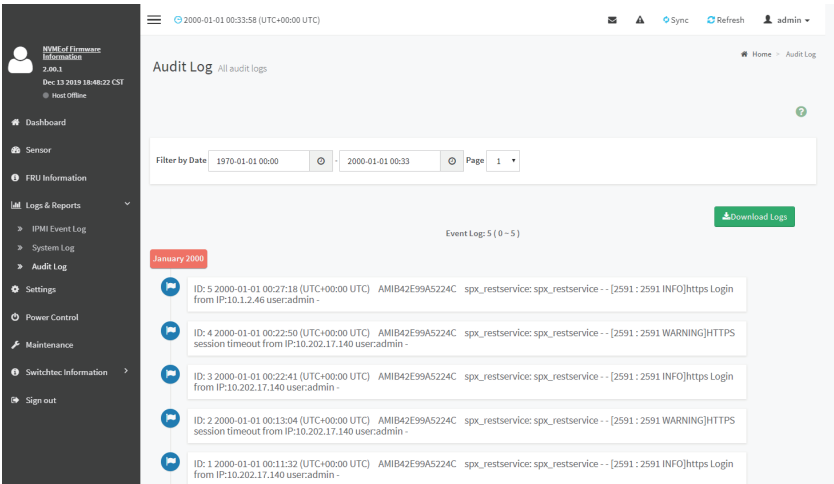 2000-01-01 00:33:58 (UTC+00:00 UTC)
Sync
Refresh
admin
NVMEof Firmware
Information
2.00.1
Dec 13 2019 18:48:22 CST
Host Offline
Dashboard
Sensor
FRU Information
Logs & Reports
» IPMI Event Log
» System Log
» Audit Log
Settings
Power Control
Maintenance
Switchtec Information
Sign out
Audit Log All audit logs
Home > Audit Log
Filter by Date 1970-01-01 00:00 - 2000-01-01 00:33 Page 1
Download Logs
Event Log: 5 ( 0 ~ 5 )
January 2000
ID: 5 2000-01-01 00:27:18 (UTC+00:00 UTC) AMIB42E99A5224C spx_restservice: spx_restservice - - [2591 : 2591 INFO]https Login
from IP:10.1.2.46 user:admin -
ID: 4 2000-01-01 00:22:50 (UTC+00:00 UTC) AMIB42E99A5224C spx_restservice: spx_restservice - - [2591 : 2591 WARNING]HTTPS
session timeout from IP:10.202.17.140 user:admin -
ID: 3 2000-01-01 00:22:41 (UTC+00:00 UTC) AMIB42E99A5224C spx_restservice: spx_restservice - - [2591 : 2591 INFO]https Login
from IP:10.202.17.140 user:admin -
ID: 2 2000-01-01 00:13:04 (UTC+00:00 UTC) AMIB42E99A5224C spx_restservice: spx_restservice - - [2591 : 2591 WARNING]HTTPS
session timeout from IP:10.202.17.140 user:admin -
ID: 1 2000-01-01 00:11:32 (UTC+00:00 UTC) AMIB42E99A5224C spx_restservice: spx_restservice - - [2591 : 2591 INFO]https Login
from IP:10.202.17.140 user:admin -